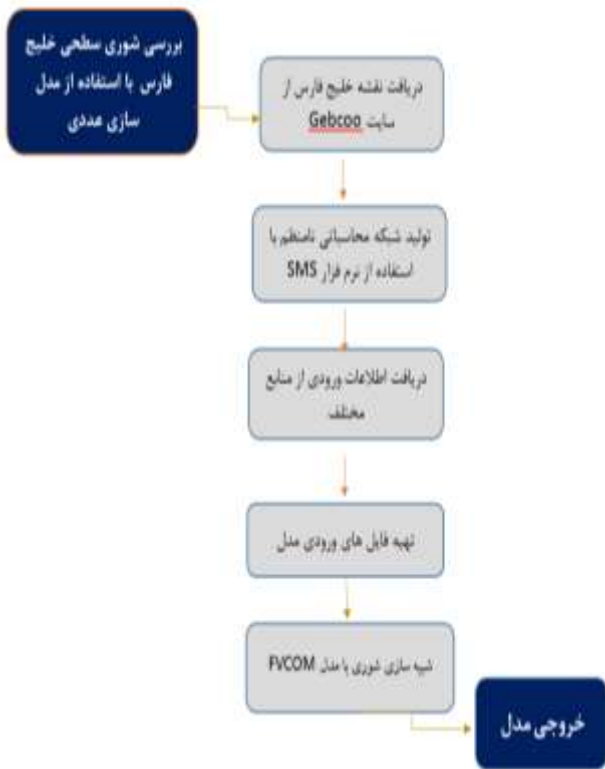 بررسی شوری سطحی خلیج
فارس با استفاده از مدل
سازی عددی
دریافت نقشه خلیج فارس از
سایت Gebcoo
تولید شبکه محاسباتی نامنظم با
استفاده از نرم فزار SMS
دریافت اطلاعات ورودی از منابع
مختلف
تهیه فایل های ورودی مدل
شبیه سازی شوری با مدل FVCOM
خروجی مدل